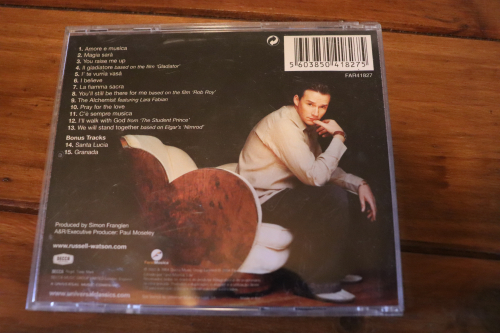 1. Amore e musica
2. Magia sarà
3. You raise me up
4. Il gladiatore based on the film 'Gladiator'
5. I' te vurria vasà
6. I believe
7. La fiamma sacra
8. You'll still be there for me based on the film 'Rob Roy'
9. The Alchemist featuring Lara Fabian
10. Pray for the love
11. C'è sempre musica
12. I'll walk with God from 'The Student Prince'
13. We will stand together based on Elgar's 'Nimrod'
Bonus Tracks
14. Santa Lucia
15. Granada
5 603850 418275
FAR41827
Produced by Simon Franglen
A&R/Executive Producer: Paul Moseley
www.russell-watson.com
DECCA
www.universalclassics.com